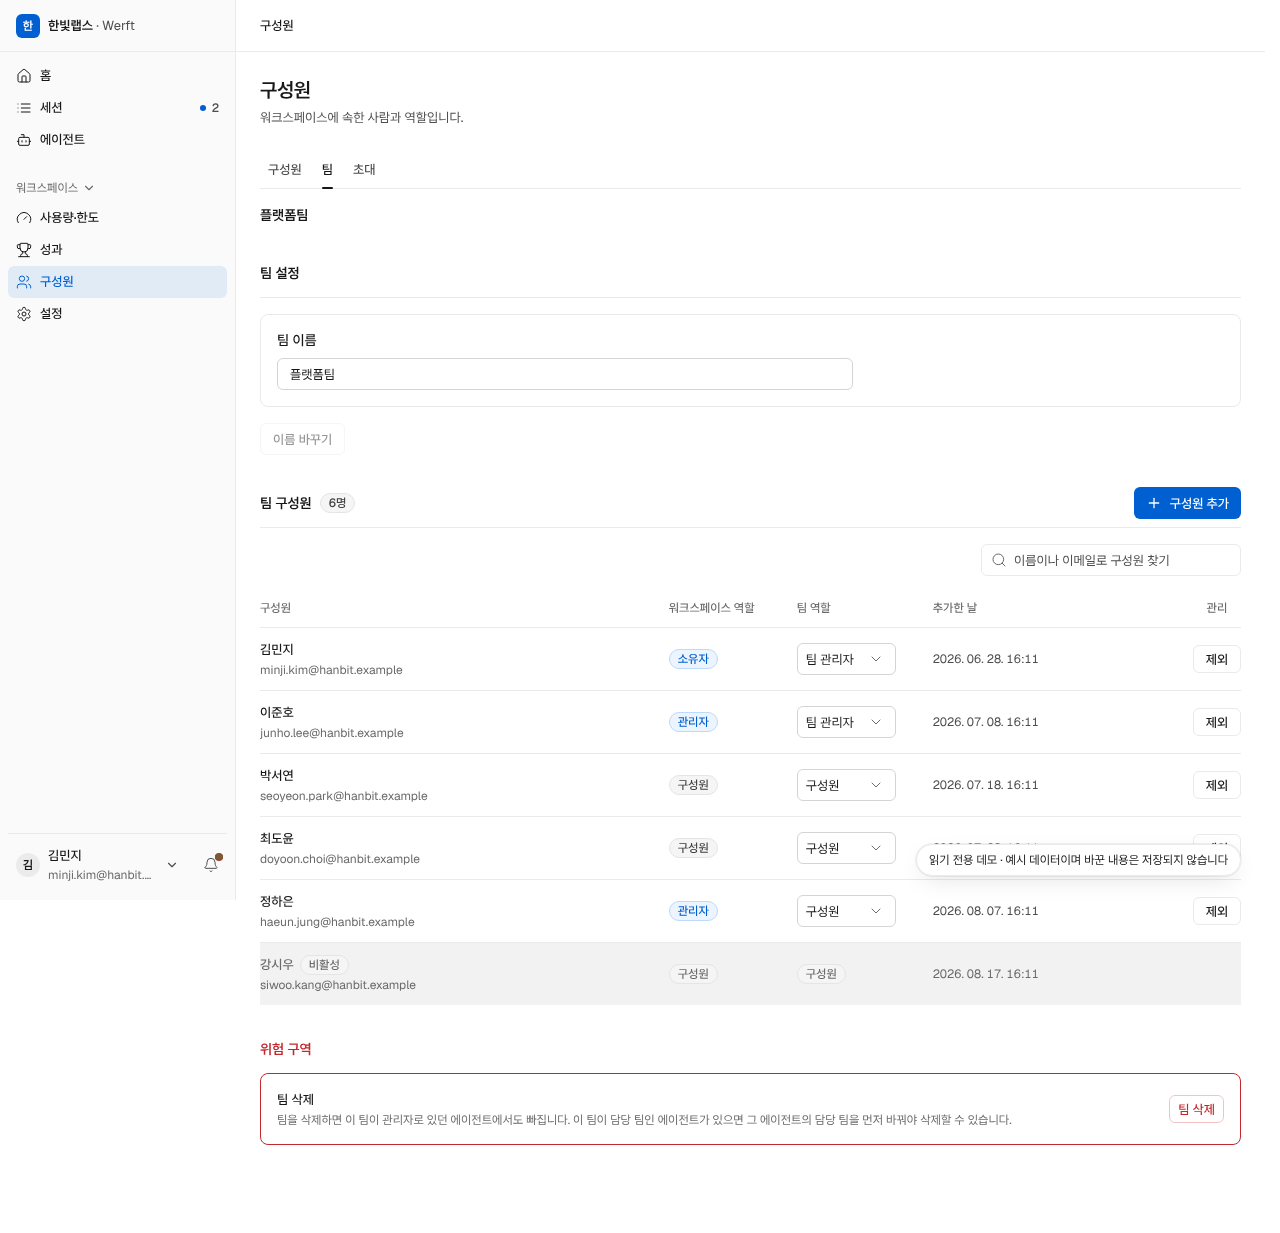 한 한빛랩스 · Werft
구성원
홈
세션 2
에이전트
워크스페이스
사용량·한도
성과
구성원
설정
김 김민지
minji.kim@hanbit.…
구성원
워크스페이스에 속한 사람과 역할입니다.
구성원 팀 초대
플랫폼팀
팀 설정
팀 이름
플랫폼팀
이름 바꾸기
팀 구성원 6명
구성원 추가
이름이나 이메일로 구성원 찾기
구성원 워크스페이스 역할 팀 역할 추가한 날 관리
김민지
minji.kim@hanbit.example
소유자 팀 관리자 2026. 06. 28. 16:11 제외
이준호
junho.lee@hanbit.example
관리자 팀 관리자 2026. 07. 08. 16:11 제외
박서연
seoyeon.park@hanbit.example
구성원 구성원 2026. 07. 18. 16:11 제외
최도윤
doyoon.choi@hanbit.example
구성원 구성원
읽기 전용 데모 · 예시 데이터이며 바꾼 내용은 저장되지 않습니다
정하은
haeun.jung@hanbit.example
관리자 구성원 2026. 08. 07. 16:11 제외
강시우 비활성
siwoo.kang@hanbit.example
구성원 구성원 2026. 08. 17. 16:11
위험 구역
팀 삭제
팀을 삭제하면 이 팀이 관리자로 있던 에이전트에서도 빠집니다. 이 팀이 담당 팀인 에이전트가 있으면 그 에이전트의 담당 팀을 먼저 바꿔야 삭제할 수 있습니다.
팀 삭제